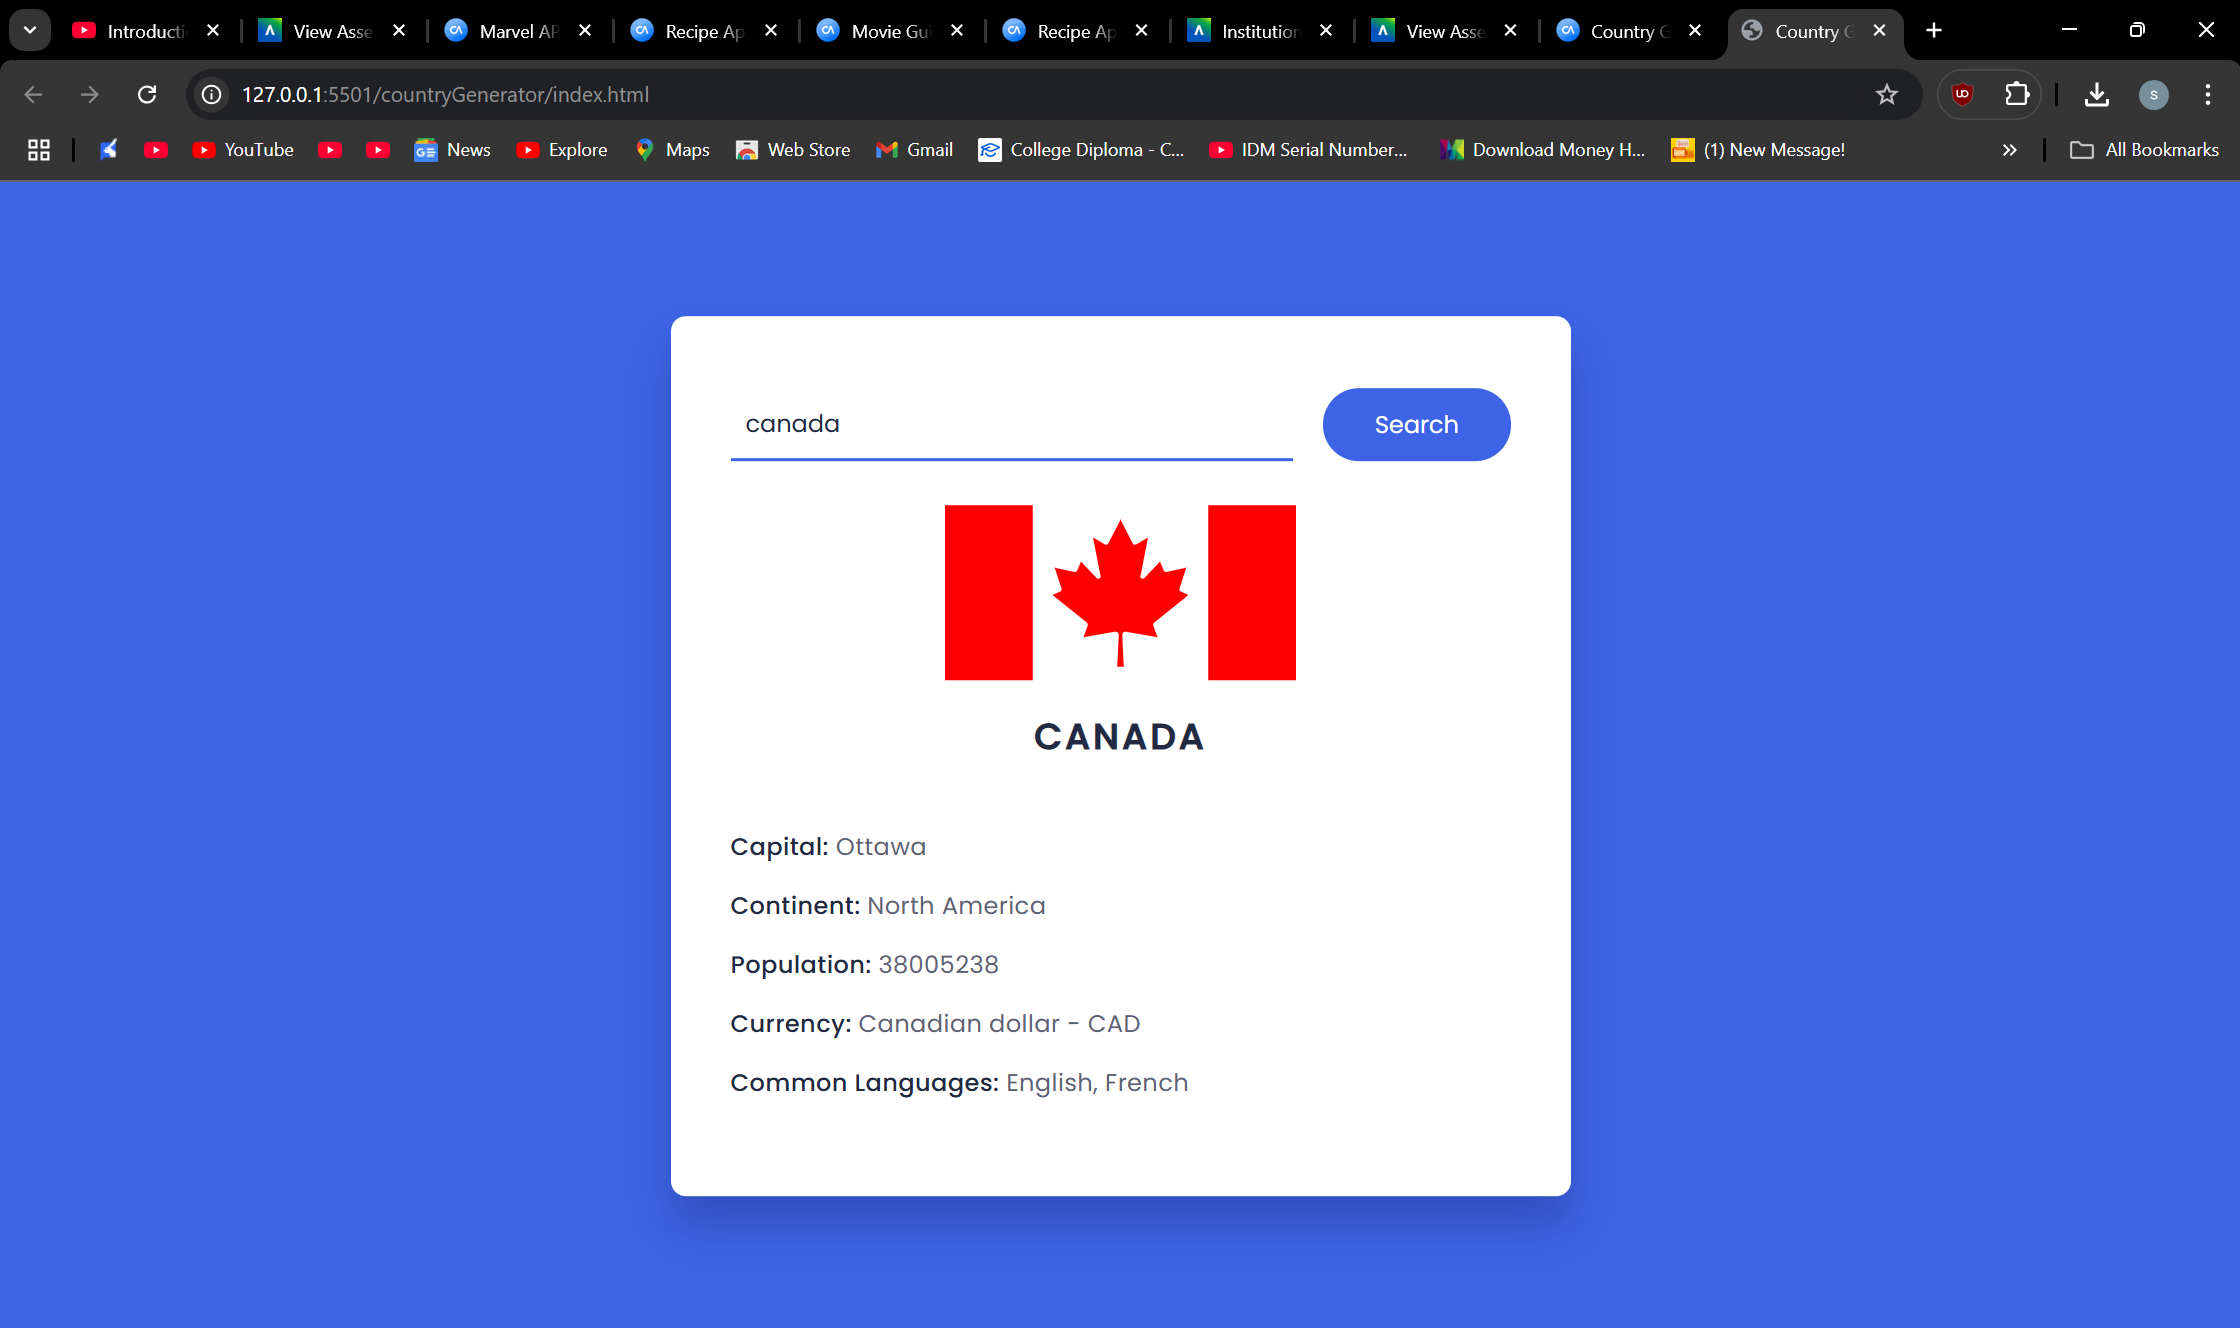 Introducti View Asse Marvel AP Recipe Ap Movie Gui Recipe Ap Institution View Asse Country G Country G
127.0.0.1:5501/countryGenerator/index.html S
YouTube News Explore Maps Web Store Gmail College Diploma - C... IDM Serial Number... Download Money H... (1) New Message! All Bookmarks
canada Search
CANADA
Capital: Ottawa
Continent: North America
Population: 38005238
Currency: Canadian dollar - CAD
Common Languages: English, French